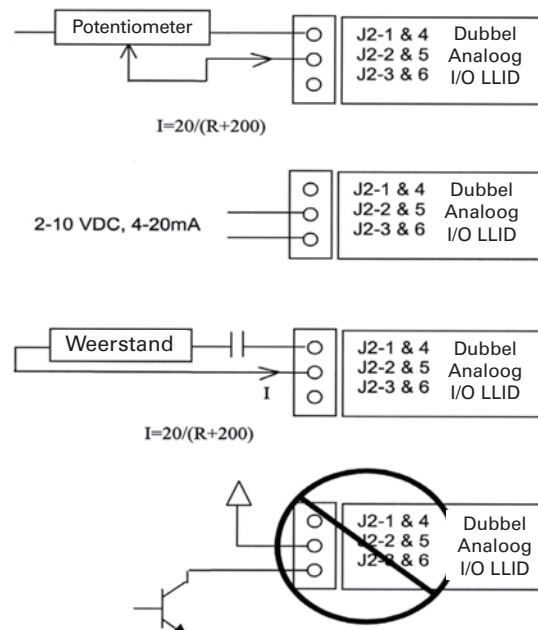 Potentiometer
J2-1 & 4 Dubbel
J2-2 & 5 Analoog
J2-3 & 6 I/O LLID
I=20/(R+200)
J2-1 & 4 Dubbel
J2-2 & 5 Analoog
J2-3 & 6 I/O LLID
2-10 VDC, 4-20mA
Weerstand
J2-1 & 4 Dubbel
J2-2 & 5 Analoog
J2-3 & 6 I/O LLID
I
I=20/(R+200)
J2-1 & 4 Dubbel
J2-2 & 5 Analoog
J2-3 & 6 I/O LLID